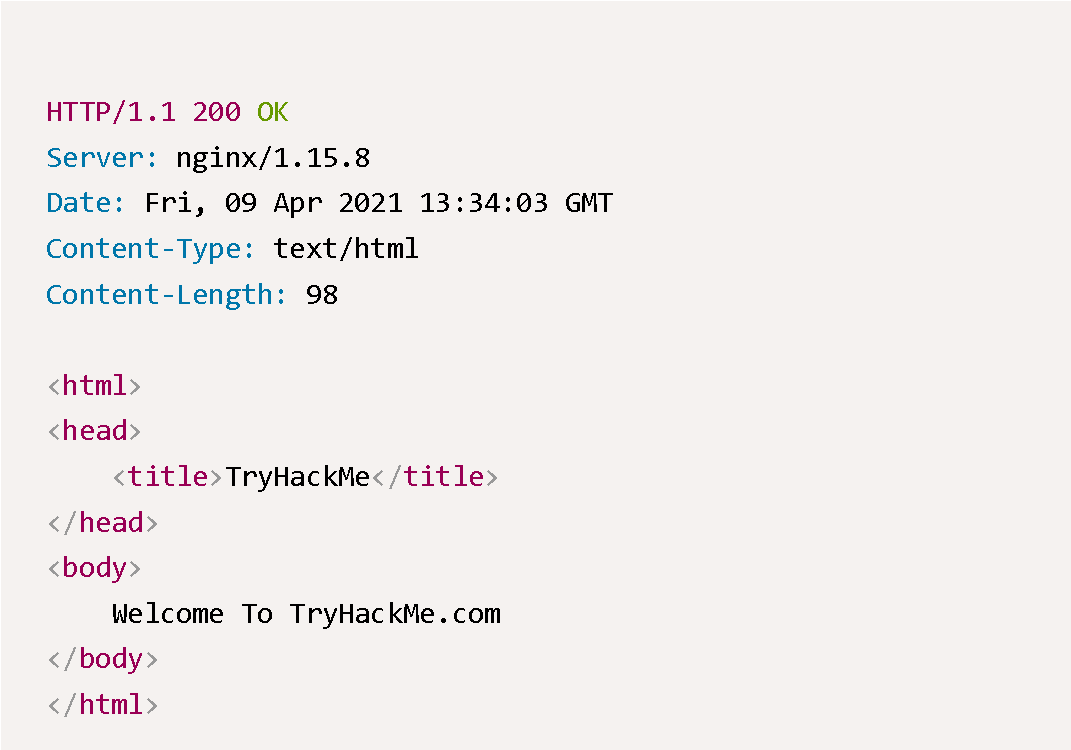 HTTP/1.1 200 OK
Server: nginx/1.15.8
Date: Fri, 09 Apr 2021 13:34:03 GMT
Content-Type: text/html
Content-Length: 98

<html>
<head>
    <title>TryHackMe</title>
</head>
<body>
    Welcome To TryHackMe.com
</body>
</html>